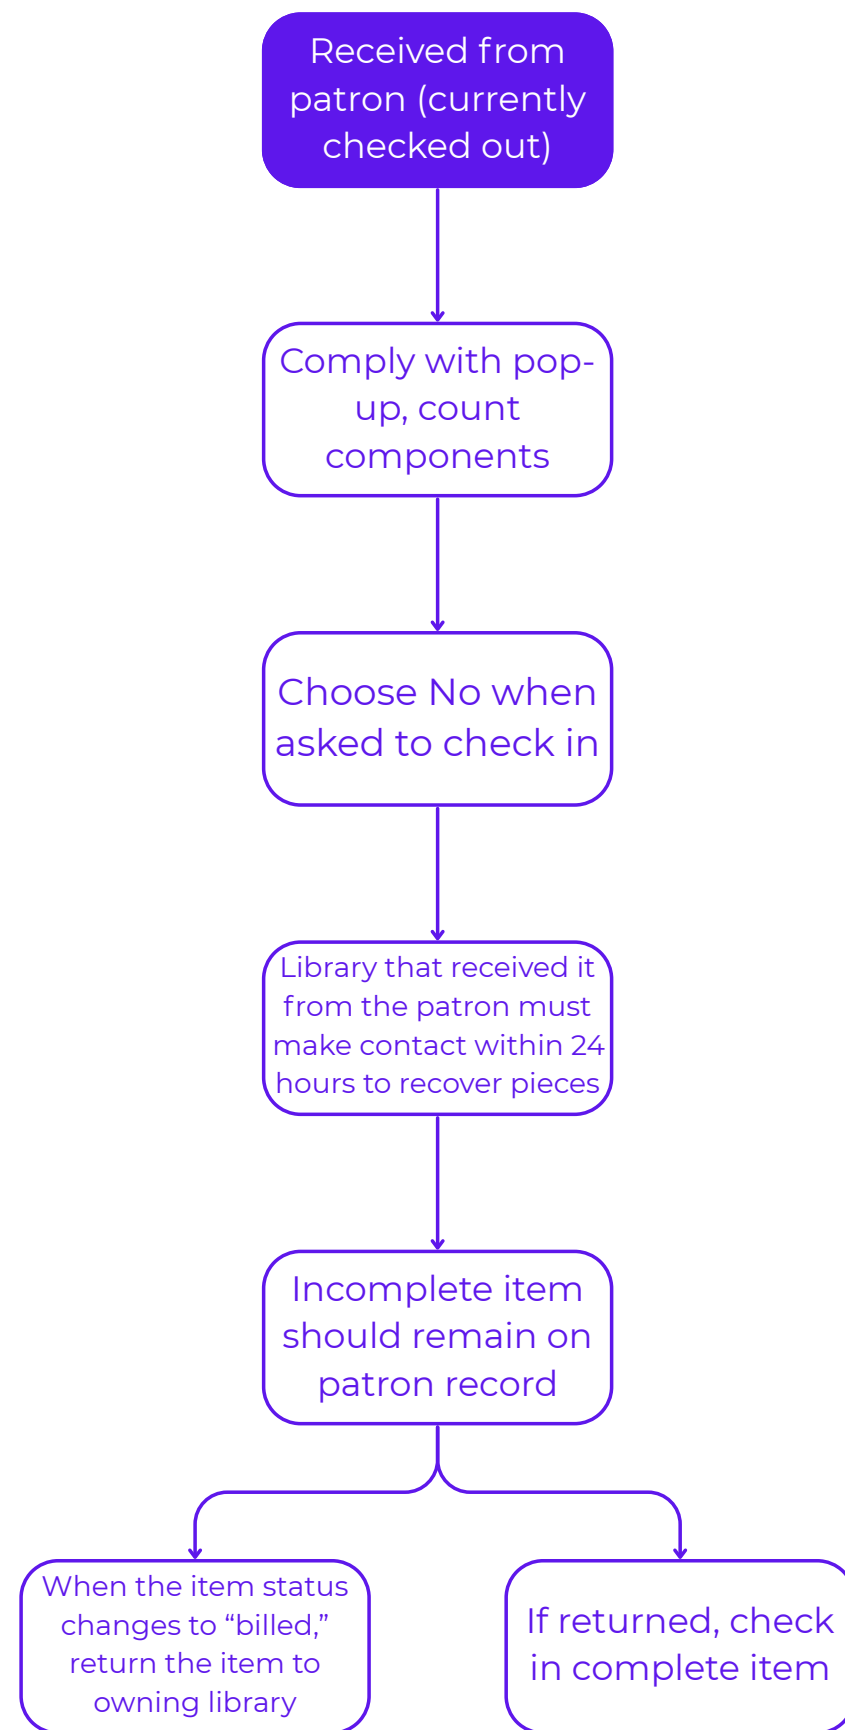 Received from
patron (currently
checked out)
Comply with pop-
up, count
components
Choose No when
asked to check in
Library that received it
from the patron must
make contact within 24
hours to recover pieces
Incomplete item
should remain on
patron record
When the item status
changes to “billed,”
return the item to
owning library
If returned, check
in complete item